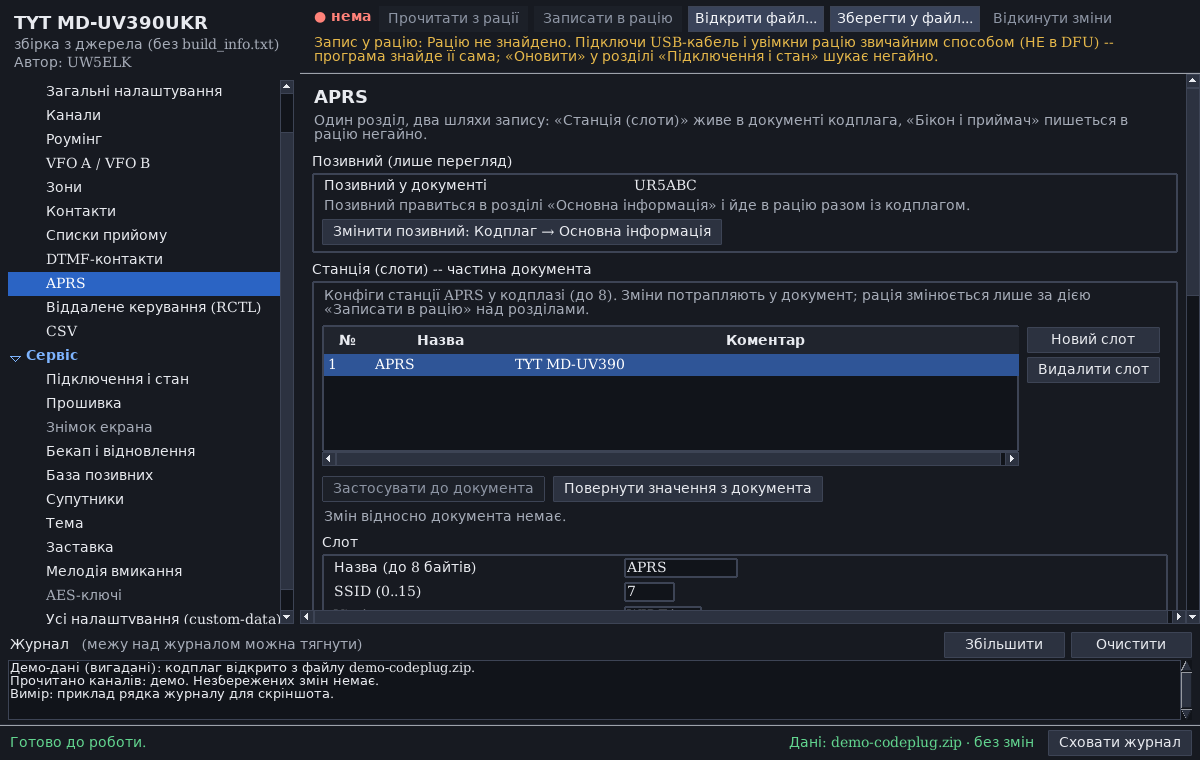 TYT MD-UV390UKR
збірка з джерела (без build_info.txt)
Автор: UW5ELK
Загальні налаштування
Канали
Роумінг
VFO A / VFO B
Зони
Контакти
Списки прийому
DTMF-контакти
APRS
Віддалене керування (RCTL)
CSV
Сервіс
Підключення і стан
Прошивка
Знімок екрана
Бекап і відновлення
База позивних
Супутники
Тема
Заставка
Мелодія вмикання
AES-ключі
Усі налаштування (custom-data)
нема Прочитати з рації Записати в рацію Відкрити файл... Зберегти у файл... Відкинути зміни
Запис у рацію: Рацію не знайдено. Підключи USB-кабель і увімкни рацію звичайним способом (НЕ в DFU) --
програма знайде її сама; «Оновити» у розділі «Підключення і стан» шукає негайно.
APRS
Один розділ, два шляхи запису: «Станція (слоти)» живе в документі кодплага, «Бікон і приймач» пишеться в
рацію негайно.
Позивний (лише перегляд)
Позивний у документі UR5ABC
Позивний правиться в розділі «Основна інформація» і йде в рацію разом із кодплагом.
Змінити позивний: Кодплаг → Основна інформація
Станція (слоти) -- частина документа
Конфіги станції APRS у кодплазі (до 8). Зміни потрапляють у документ; рація змінюється лише за дією
«Записати в рацію» над розділами.
№ Назва Коментар
1 APRS TYT MD-UV390
Новий слот
Видалити слот
Застосувати до документа Повернути значення з документа
Змін відносно документа немає.
Слот
Назва (до 8 байтів) APRS
SSID (0..15) 7
Журнал (межу над журналом можна тягнути) Збільшити Очистити
Демо-дані (вигадані): кодплаг відкрито з файлу demo-codeplug.zip.
Прочитано каналів: демо. Незбережених змін немає.
Вимір: приклад рядка журналу для скріншота.
Готово до роботи. Дані: demo-codeplug.zip · без змін Сховати журнал